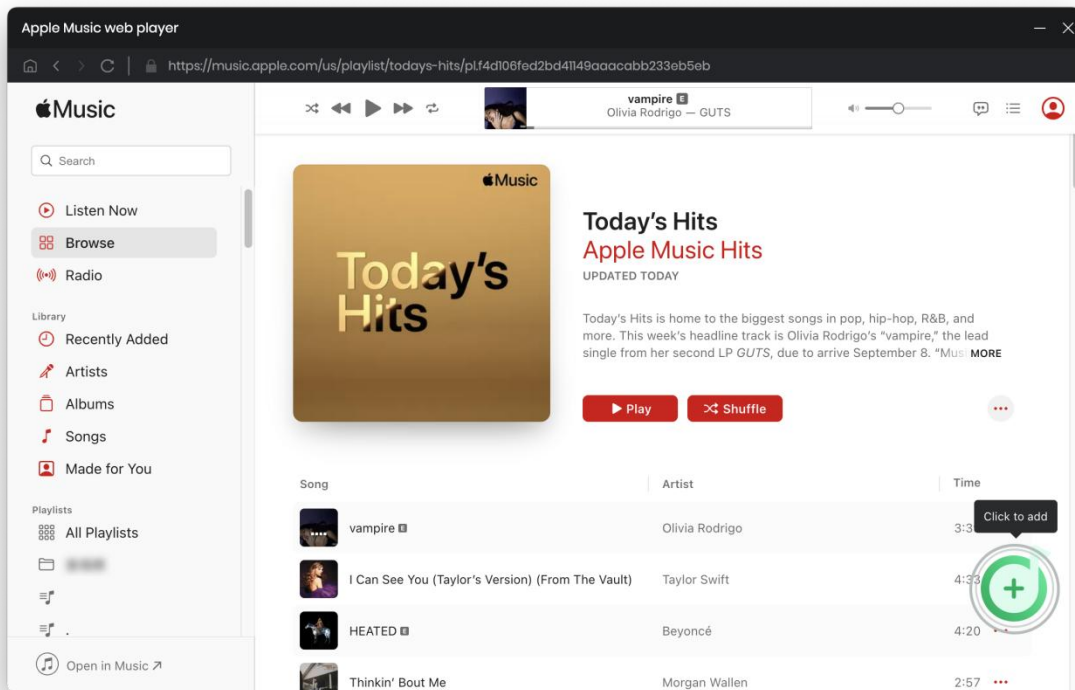 Apple Music web player
https://music.apple.com/us/playlist/todays-hits/pl.f4d106fed2bd41149aaacabb233eb5eb
Music
Search
Listen Now
Browse
Radio
Library
Recently Added
Artists
Albums
Songs
Made for You
Playlists
All Playlists
Open in Music ↗
vampire E
Olivia Rodrigo — GUTS
Music
Today's
Hits
Today's Hits
Apple Music Hits
UPDATED TODAY
Today's Hits is home to the biggest songs in pop, hip-hop, R&B, and
more. This week's headline track is Olivia Rodrigo's "vampire," the lead
single from her second LP GUTS, due to arrive September 8. "Mus MORE
Play
Shuffle
Song Artist Time
Click to add
vampire E Olivia Rodrigo 3:3
I Can See You (Taylor's Version) (From The Vault) Taylor Swift 4:33
HEATED E Beyoncé 4:20
Thinkin' Bout Me Morgan Wallen 2:57